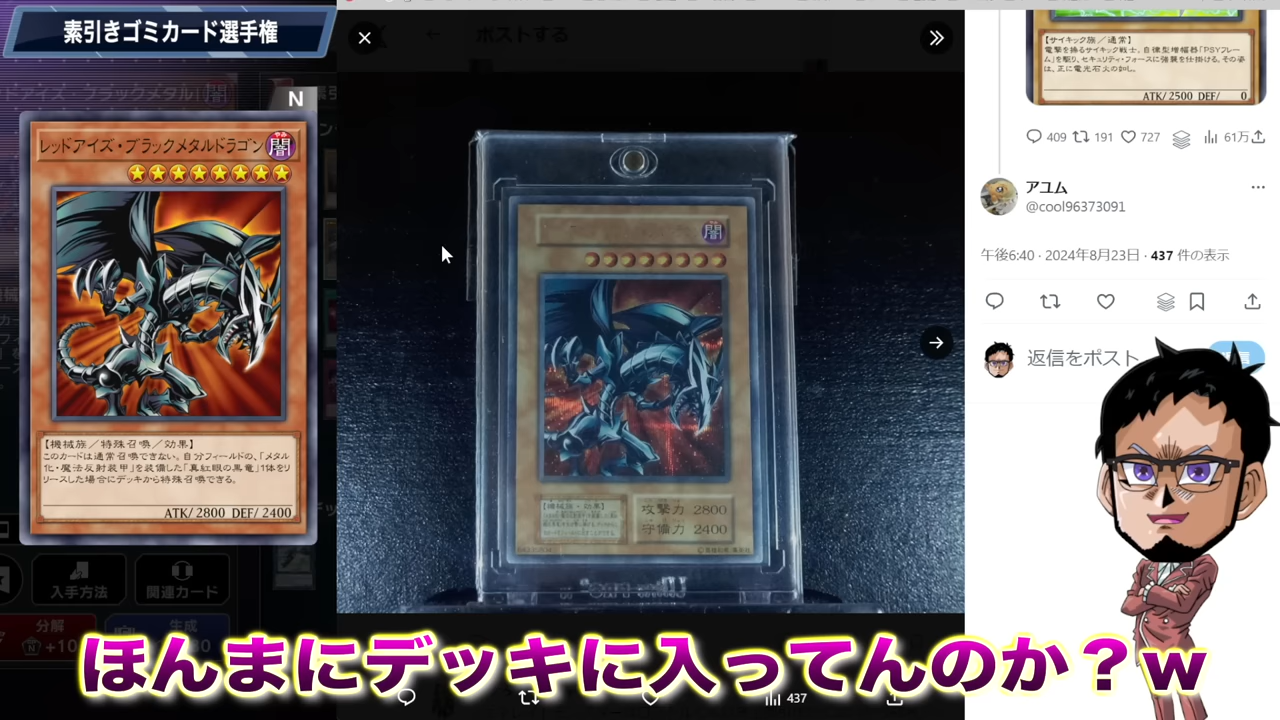 素引きゴミカード選手権
N
レッドアイズ・ブラックメタルドラゴン
闇
【機械族/特殊召喚/効果】
このカードは通常召喚できない。自分フィールドの、「メタル
化・魔法反射装甲」を装備した「真紅眼の黒竜」1体をリ
リースした場合にデッキから特殊召喚できる。
ATK/2800 DEF/2400
入手方法
関連カード
分解
生成
ポストする
闇
【機械族・効果】
攻撃力 2800
守備力 2400
【サイキック族/通常】
電撃を操るサイキック戦士。自律型増幅器「PSYフレー
ム」を駆り、セキュリティ・フォースに強襲を仕掛ける。その姿
は、正に電光石火の如し。
ATK/2500 DEF/ 0
409 191 727 61万
アユム
@cool96373091
午後6:40 · 2024年8月23日 · 437 件の表示
返信をポスト
ほんまにデッキに入ってんのか？w
437